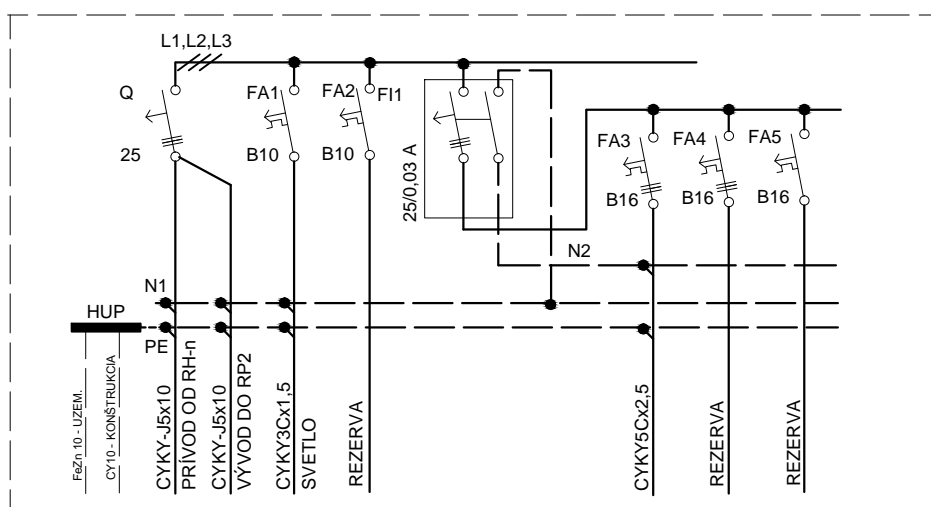 L1,L2,L3
Q
FA1
FA2
FI1
25
B10
B10
25/0,03 A
FA3
FA4
FA5
B16
B16
B16
N2
N1
HUP
PE
FeZn 10 - UZEM.
CY10 - KONŠTRUKCIA
CYKY-J5x10
PRÍVOD OD RH-n
CYKY-J5x10
VÝVOD DO RP2
CYKY3Cx1,5
SVETLO
REZERVA
CYKY5Cx2,5
REZERVA
REZERVA